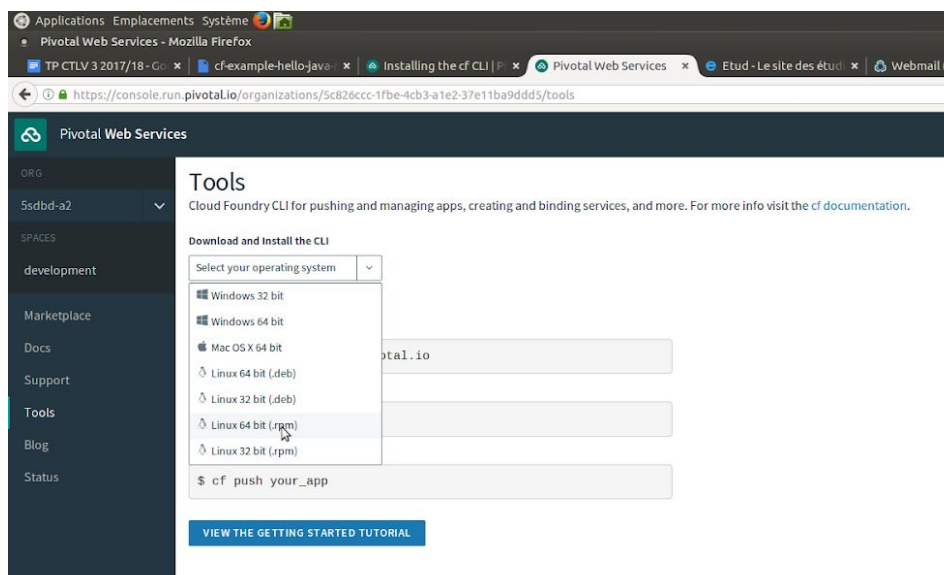 Applications Emplacements Système
Pivotal Web Services - Mozilla Firefox
TP CTLV 3 2017/18 - Go × cf-example-hello-java- × Installing the cf CLI | P × Pivotal Web Services × Etud - Le site des étudi × Webmail
https://console.run.pivotal.io/organizations/5c826ccc-1fbe-4cb3-a1e2-37e11ba9ddd5/tools
Pivotal Web Services
ORG
5sdbd-a2
SPACES
development
Marketplace
Docs
Support
Tools
Blog
Status
Tools
Cloud Foundry CLI for pushing and managing apps, creating and binding services, and more. For more info visit the cf documentation.
Download and Install the CLI
Select your operating system
Windows 32 bit
Windows 64 bit
Mac OS X 64 bit
Linux 64 bit (.deb)
Linux 32 bit (.deb)
Linux 64 bit (.rpm)
Linux 32 bit (.rpm)
otal.io
$ cf push your_app
VIEW THE GETTING STARTED TUTORIAL